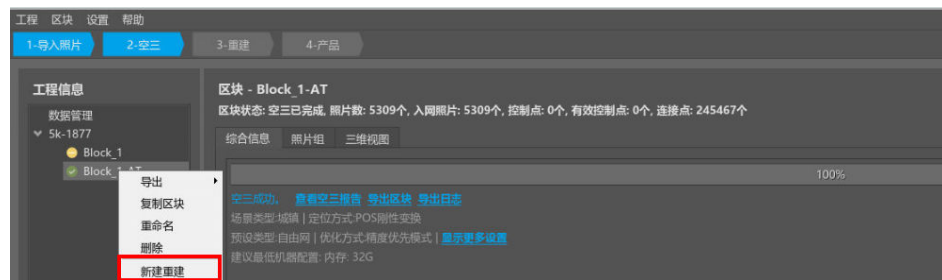 工程 区块 设置 帮助
1-导入照片 2-空三 3-重建 4-产品
工程信息
数据管理
Sk-1877
Block_1
Block_1-AT
导出
复制区块
重命名
删除
新建重建
区块 - Block_1-AT
区块状态: 空三已完成, 照片数: 5309个, 入网照片: 5309个, 控制点: 0个, 有效控制点: 0个, 连接点: 245467个
综合信息 照片组 三维视图
100%
空三成功, 查看空三报告 导出区块 导出日志
场景类型:城镇 | 定位方式:POS刚性变换
预设类型:自由网 | 优化方式:精度优先模式 | 显示更多设置
建议最低机器配置: 内存: 32G